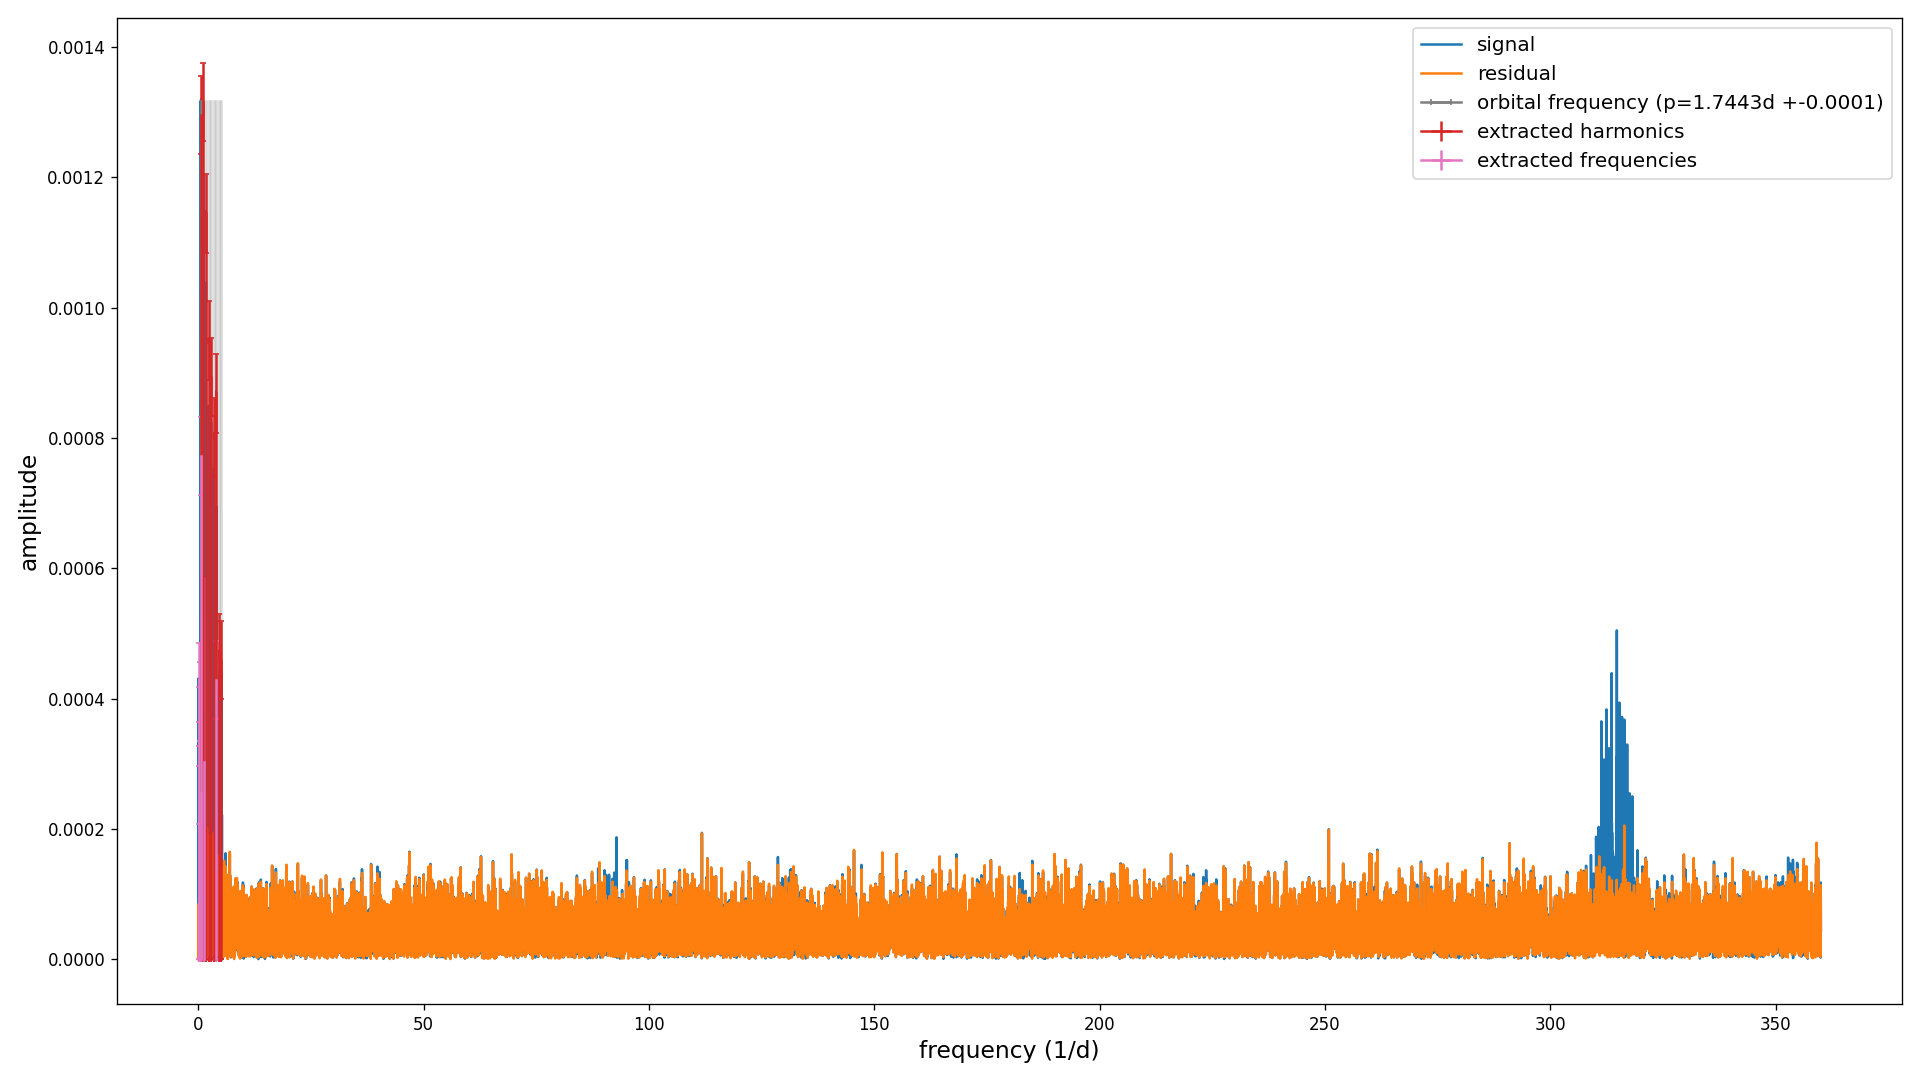 0.0014
0.0012
0.0010
0.0008
0.0006
0.0004
0.0002
0.0000
amplitude
0 50 100 150 200 250 300 350
frequency (1/d)
signal
residual
orbital frequency (p=1.7443d +-0.0001)
extracted harmonics
extracted frequencies